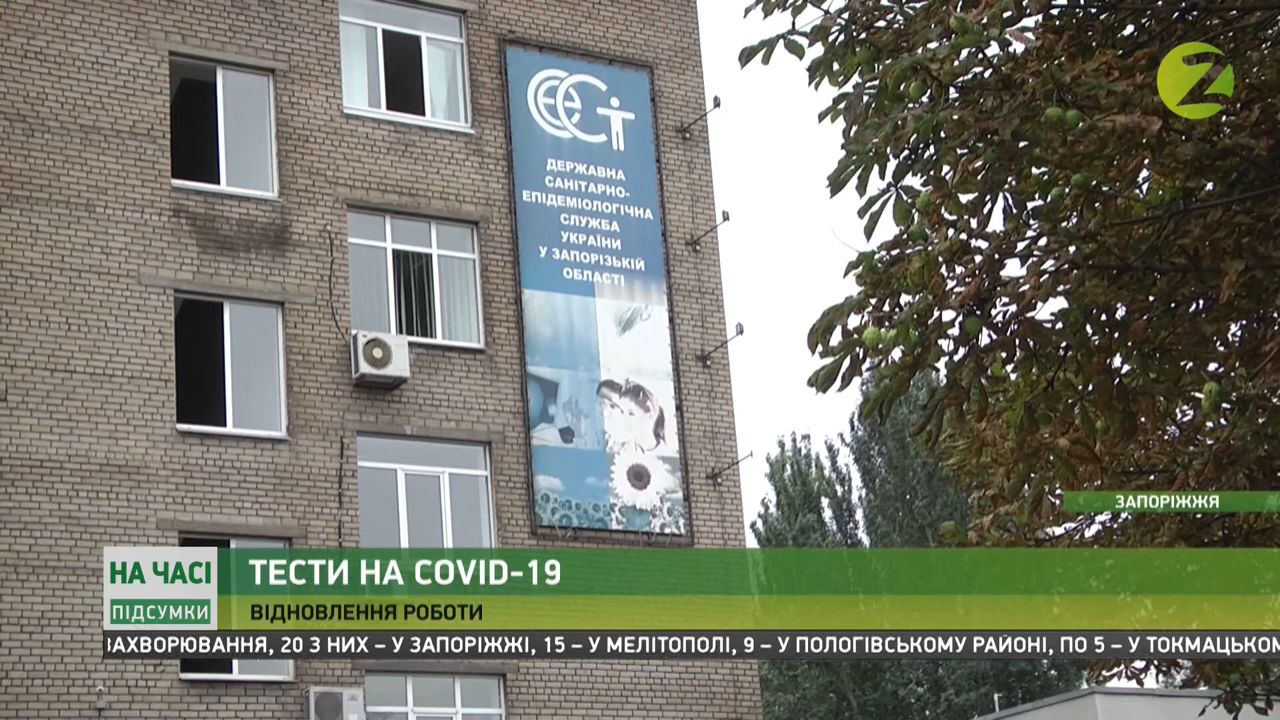 Z
ДЕРЖАВНА
САНІТАРНО-
ЕПІДЕМІОЛОГІЧНА
СЛУЖБА
УКРАЇНИ
У ЗАПОРІЗЬКІЙ
ОБЛАСТІ
ЗАПОРІЖЖЯ
НА ЧАСІ
ПІДСУМКИ
ТЕСТИ НА COVID-19
ВІДНОВЛЕННЯ РОБОТИ
ЗАХВОРЮВАННЯ, 20 З НИХ – У ЗАПОРІЖЖІ, 15 – У МЕЛІТОПОЛІ, 9 – У ПОЛОГІВСЬКОМУ РАЙОНІ, ПО 5 – У ТОКМАЦЬКОМ